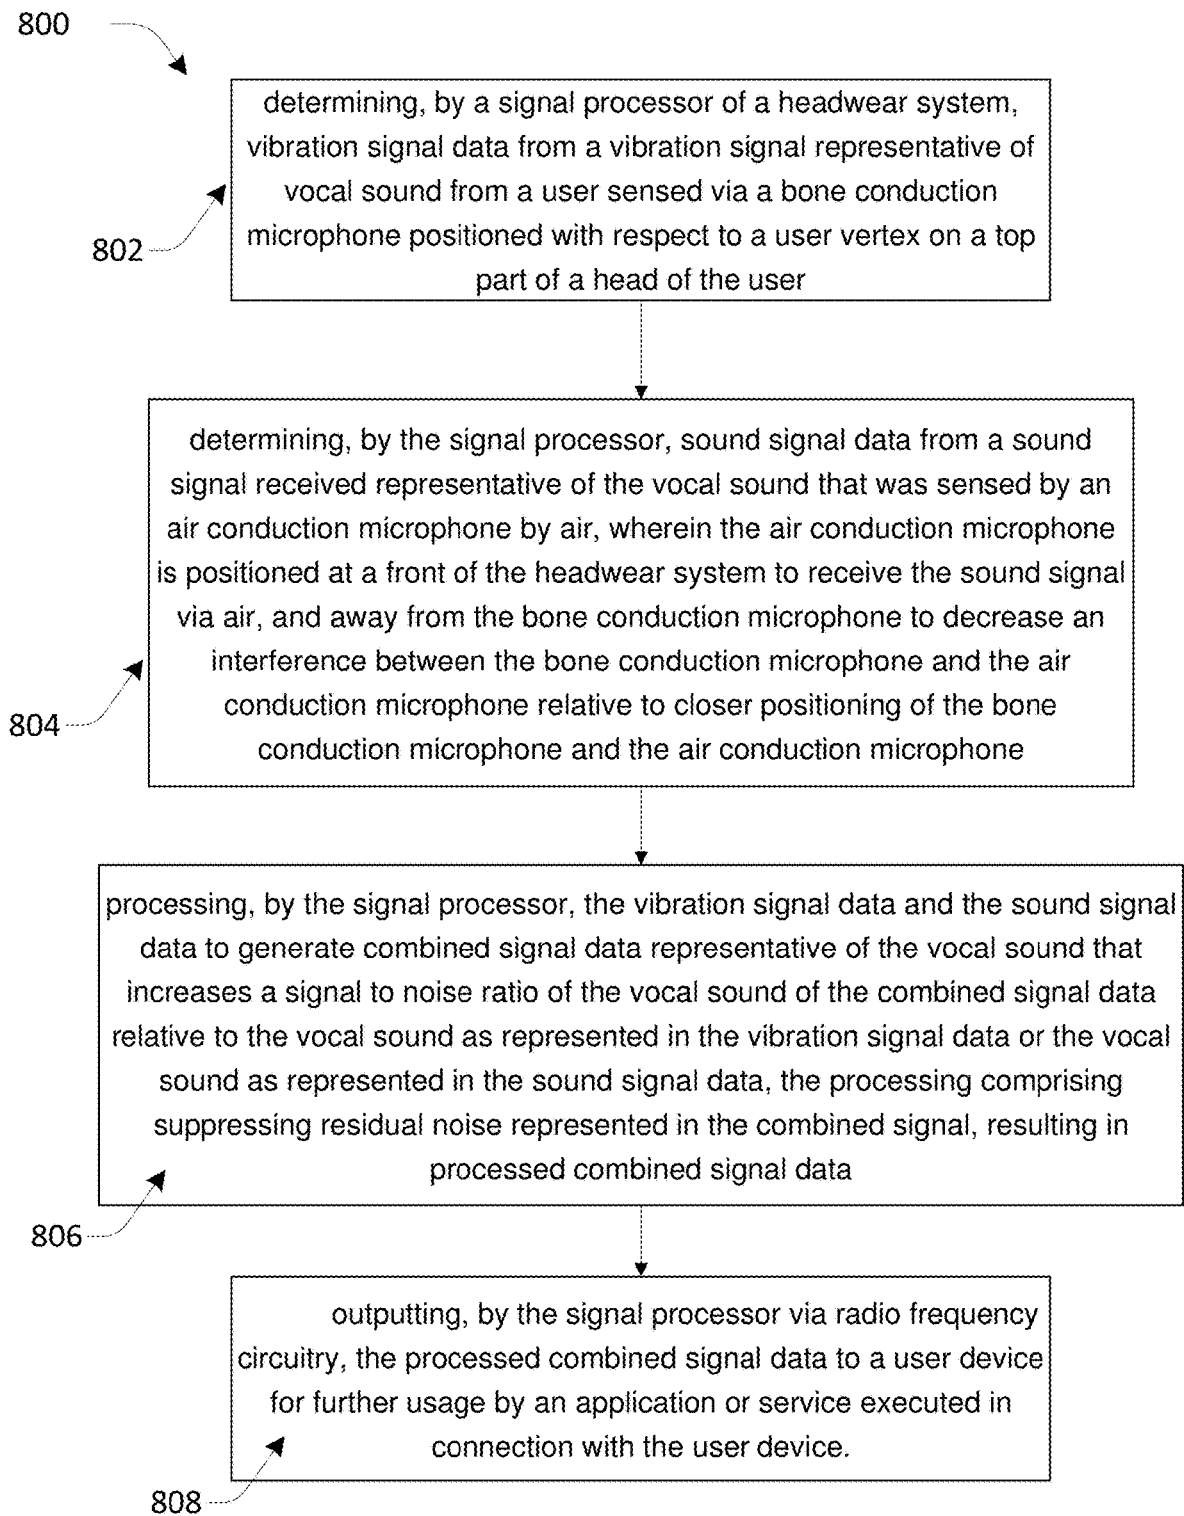 800
determining, by a signal processor of a headwear system,
vibration signal data from a vibration signal representative of
vocal sound from a user sensed via a bone conduction
microphone positioned with respect to a user vertex on a top
part of a head of the user
802
determining, by the signal processor, sound signal data from a sound
signal received representative of the vocal sound that was sensed by an
air conduction microphone by air, wherein the air conduction microphone
is positioned at a front of the headwear system to receive the sound signal
via air, and away from the bone conduction microphone to decrease an
interference between the bone conduction microphone and the air
conduction microphone relative to closer positioning of the bone
conduction microphone and the air conduction microphone
804
processing, by the signal processor, the vibration signal data and the sound signal
data to generate combined signal data representative of the vocal sound that
increases a signal to noise ratio of the vocal sound of the combined signal data
relative to the vocal sound as represented in the vibration signal data or the vocal
sound as represented in the sound signal data, the processing comprising
suppressing residual noise represented in the combined signal, resulting in
processed combined signal data
806
outputting, by the signal processor via radio frequency
circuitry, the processed combined signal data to a user device
for further usage by an application or service executed in
connection with the user device.
808